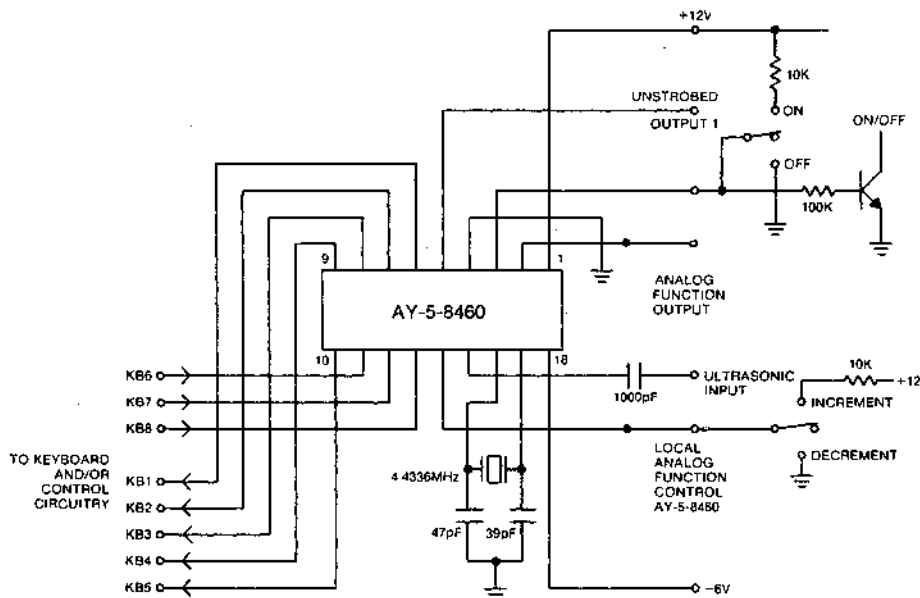 +12V
10K
UNSTROBED
OUTPUT 1
ON
ON/OFF
OFF
100K
9
1
AY-5-8460
ANALOG
FUNCTION
OUTPUT
10
18
KB6
KB7
KB8
1000pF
ULTRASONIC
INPUT
10K
+12
INCREMENT
TO KEYBOARD
AND/OR
CONTROL
CIRCUITRY
KB1
KB2
KB3
KB4
KB5
4.4336MHz
LOCAL
ANALOG
FUNCTION
CONTROL
AY-5-8460
DECREMENT
47pF
39pF
-6V